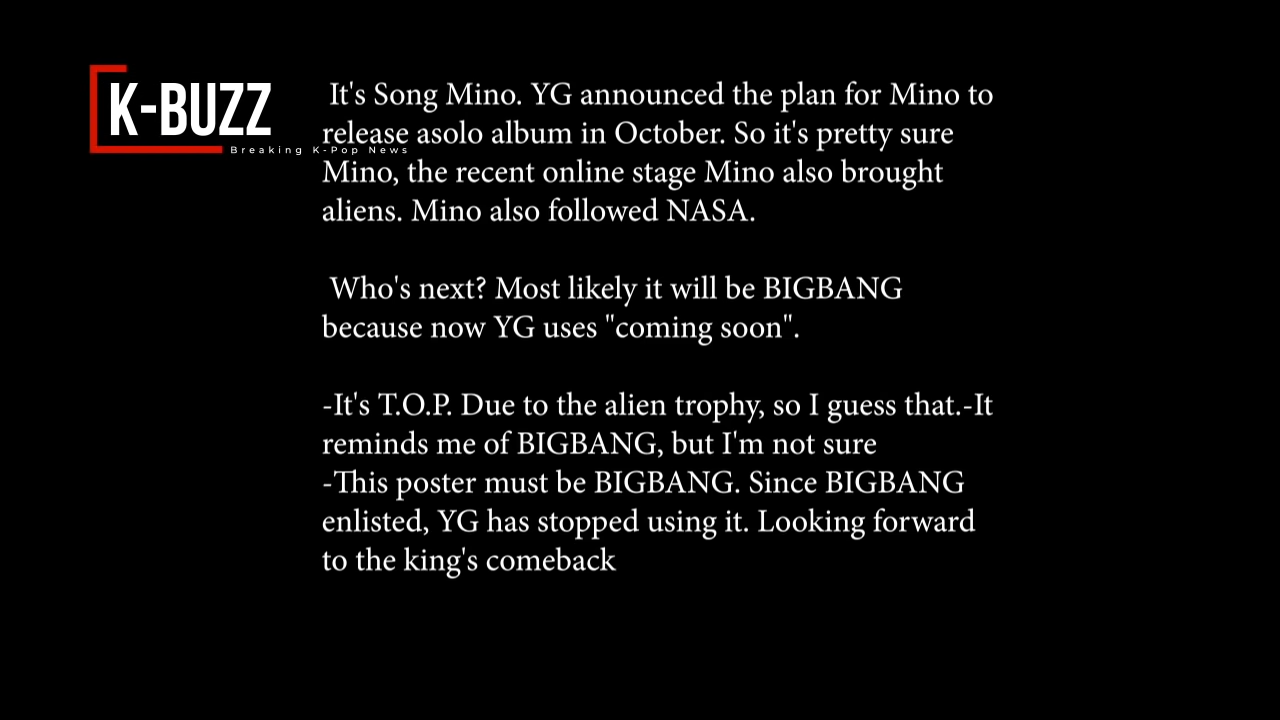 K-BUZZ
Breaking K-Pop News
It's Song Mino. YG announced the plan for Mino to
release asolo album in October. So it's pretty sure
Mino, the recent online stage Mino also brought
aliens. Mino also followed NASA.
Who's next? Most likely it will be BIGBANG
because now YG uses "coming soon".
-It's T.O.P. Due to the alien trophy, so I guess that.-It
reminds me of BIGBANG, but I'm not sure
-This poster must be BIGBANG. Since BIGBANG
enlisted, YG has stopped using it. Looking forward
to the king's comeback